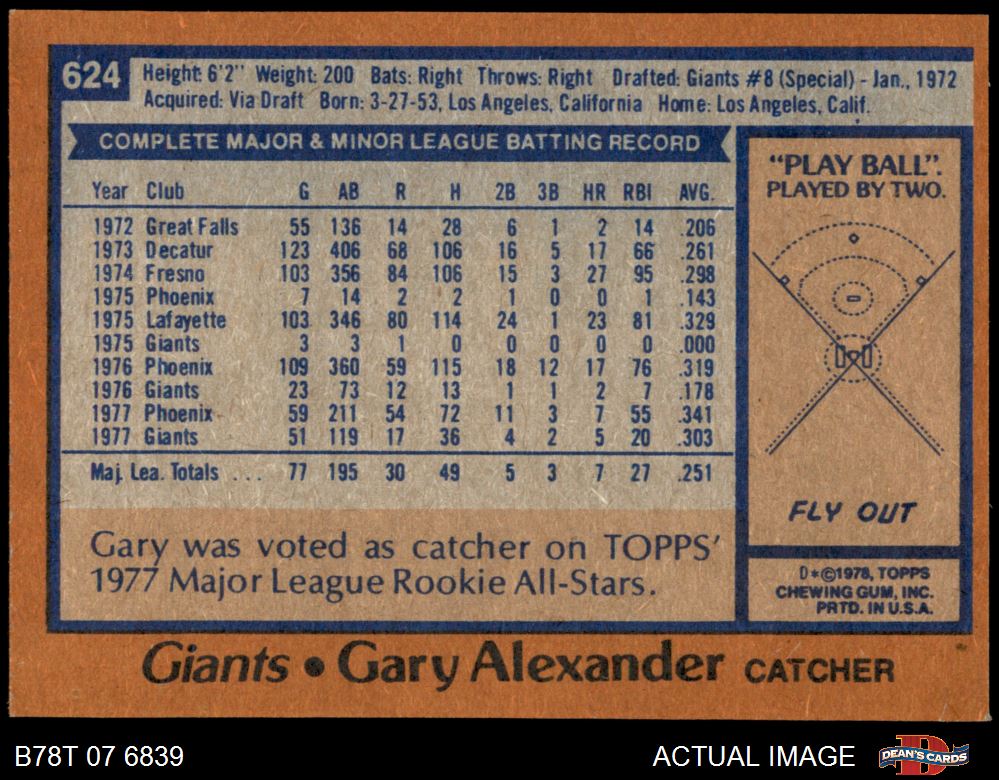 624
Height: 6'2" Weight: 200 Bats: Right Throws: Right Drafted: Giants #8 (Special) - Jan., 1972
Acquired: Via Draft Born: 3-27-53, Los Angeles, California Home: Los Angeles, Calif.
COMPLETE MAJOR & MINOR LEAGUE BATTING RECORD
Year Club G AB R H 2B 3B HR RBI AVG.
1972 Great Falls 55 136 14 28 6 1 2 14 .206
1973 Decatur 123 406 68 106 16 5 17 66 .261
1974 Fresno 103 356 84 106 15 3 27 95 .298
1975 Phoenix 7 14 2 2 1 0 0 1 .143
1975 Lafayette 103 346 80 114 24 1 23 81 .329
1975 Giants 3 3 1 0 0 0 0 0 .000
1976 Phoenix 109 360 59 115 18 12 17 76 .319
1976 Giants 23 73 12 13 1 1 2 7 .178
1977 Phoenix 59 211 54 72 11 3 7 55 .341
1977 Giants 51 119 17 36 4 2 5 20 .303
Maj. Lea. Totals ... 77 195 30 49 5 3 7 27 .251
Gary was voted as catcher on TOPPS'
1977 Major League Rookie All-Stars.
"PLAY BALL".
PLAYED BY TWO.
FLY OUT
D*©1978, TOPPS
CHEWING GUM, INC.
PRTD. IN U.S.A.
Giants • Gary Alexander CATCHER
B78T 07 6839 ACTUAL IMAGE
DEAN'S CARDS